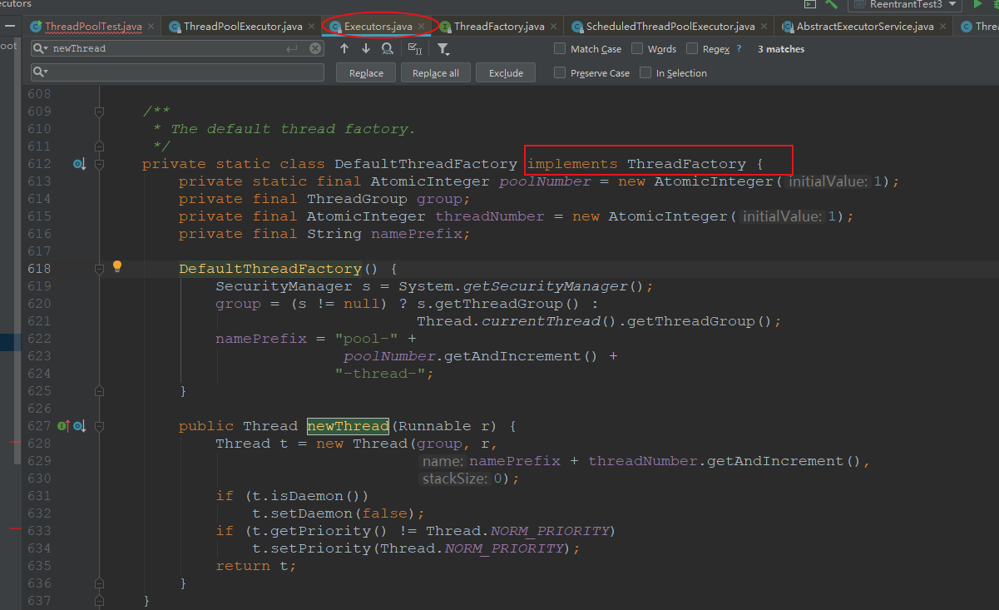 ecutors
ReentrantTest3
ThreadPoolTest.java × ThreadPoolExecutor.java × Executors.java × ThreadFactory.java × ScheduledThreadPoolExecutor.java × AbstractExecutorService.java × Threa
oot
newThread
Match Case Words Regex ? 3 matches
Replace Replace all Exclude Preserve Case In Selection
608
609 /**
610 * The default thread factory.
611 */
612 private static class DefaultThreadFactory implements ThreadFactory {
613 private static final AtomicInteger poolNumber = new AtomicInteger( initialValue: 1);
614 private final ThreadGroup group;
615 private final AtomicInteger threadNumber = new AtomicInteger( initialValue: 1);
616 private final String namePrefix;
617
618 DefaultThreadFactory() {
619 SecurityManager s = System.getSecurityManager();
620 group = (s != null) ? s.getThreadGroup() :
621 Thread.currentThread().getThreadGroup();
622 namePrefix = "pool-" +
623 poolNumber.getAndIncrement() +
624 "-thread-";
625 }
626
627 public Thread newThread(Runnable r) {
628 Thread t = new Thread(group, r,
629 name: namePrefix + threadNumber.getAndIncrement(),
630 stackSize: 0);
631 if (t.isDaemon())
632 t.setDaemon(false);
633 if (t.getPriority() != Thread.NORM_PRIORITY)
634 t.setPriority(Thread.NORM_PRIORITY);
635 return t;
636 }
637 }